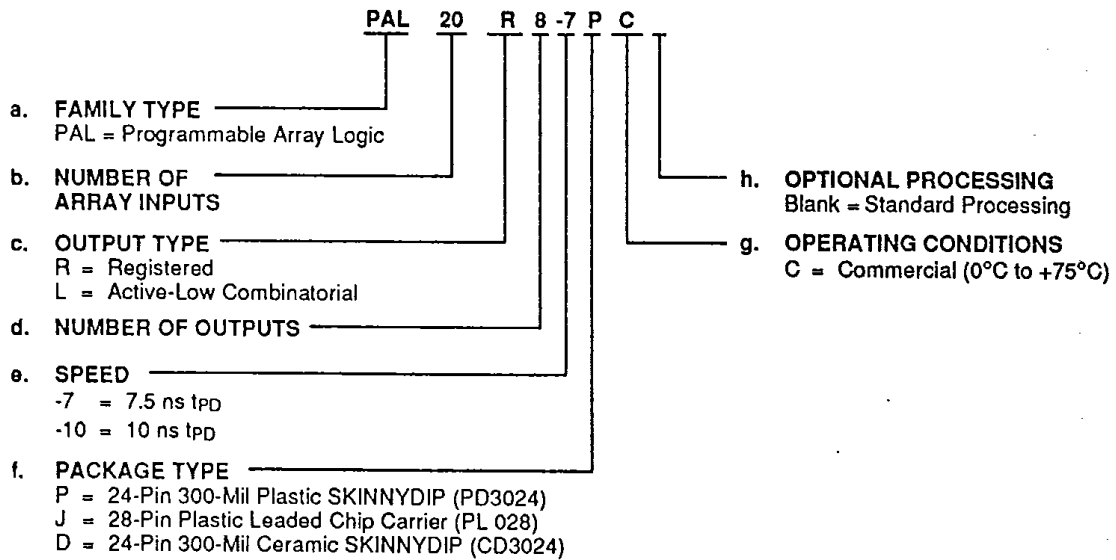 PAL 20 R 8 -7 P C
a. FAMILY TYPE
PAL = Programmable Array Logic
b. NUMBER OF
ARRAY INPUTS
c. OUTPUT TYPE
R = Registered
L = Active-Low Combinatorial
d. NUMBER OF OUTPUTS
e. SPEED
-7 = 7.5 ns tPD
-10 = 10 ns tPD
f. PACKAGE TYPE
P = 24-Pin 300-Mil Plastic SKINNYDIP (PD3024)
J = 28-Pin Plastic Leaded Chip Carrier (PL 028)
D = 24-Pin 300-Mil Ceramic SKINNYDIP (CD3024)
h. OPTIONAL PROCESSING
Blank = Standard Processing
g. OPERATING CONDITIONS
C = Commercial (0°C to +75°C)